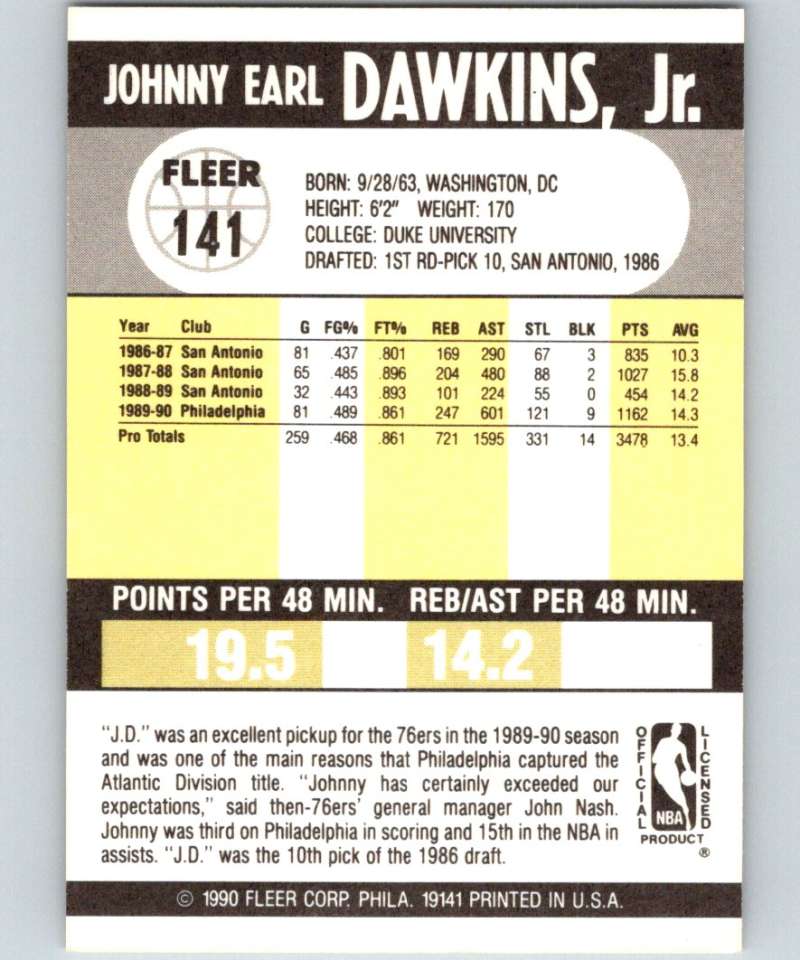 JOHNNY EARL DAWKINS, Jr.
FLEER
141
BORN: 9/28/63, WASHINGTON, DC
HEIGHT: 6'2" WEIGHT: 170
COLLEGE: DUKE UNIVERSITY
DRAFTED: 1ST RD-PICK 10, SAN ANTONIO, 1986
Year Club G FG% FT% REB AST STL BLK PTS AVG
1986-87 San Antonio 81 .437 .801 169 290 67 3 835 10.3
1987-88 San Antonio 65 .485 .896 204 480 88 2 1027 15.8
1988-89 San Antonio 32 .443 .893 101 224 55 0 454 14.2
1989-90 Philadelphia 81 .489 .861 247 601 121 9 1162 14.3
Pro Totals 259 .468 .861 721 1595 331 14 3478 13.4
POINTS PER 48 MIN. REB/AST PER 48 MIN.
19.5 14.2
"J.D." was an excellent pickup for the 76ers in the 1989-90 season
and was one of the main reasons that Philadelphia captured the
Atlantic Division title. "Johnny has certainly exceeded our
expectations," said then-76ers' general manager John Nash.
Johnny was third on Philadelphia in scoring and 15th in the NBA in
assists. "J.D." was the 10th pick of the 1986 draft.
OFFICIAL
NBA
LICENSED
PRODUCT
®
© 1990 FLEER CORP. PHILA. 19141 PRINTED IN U.S.A.